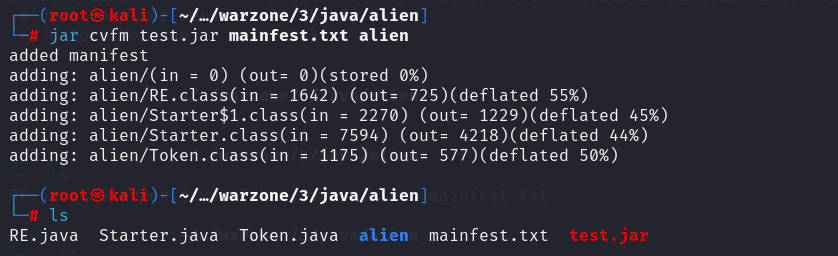 ┌──(root㉿kali)-[~/…/warzone/3/java/alien]
└─# jar cvfm test.jar mainfest.txt alien
added manifest
adding: alien/(in = 0) (out= 0)(stored 0%)
adding: alien/RE.class(in = 1642) (out= 725)(deflated 55%)
adding: alien/Starter$1.class(in = 2270) (out= 1229)(deflated 45%)
adding: alien/Starter.class(in = 7594) (out= 4218)(deflated 44%)
adding: alien/Token.class(in = 1175) (out= 577)(deflated 50%)
┌──(root㉿kali)-[~/…/warzone/3/java/alien]
└─# ls
RE.java  Starter.java  Token.java  alien  mainfest.txt  test.jar